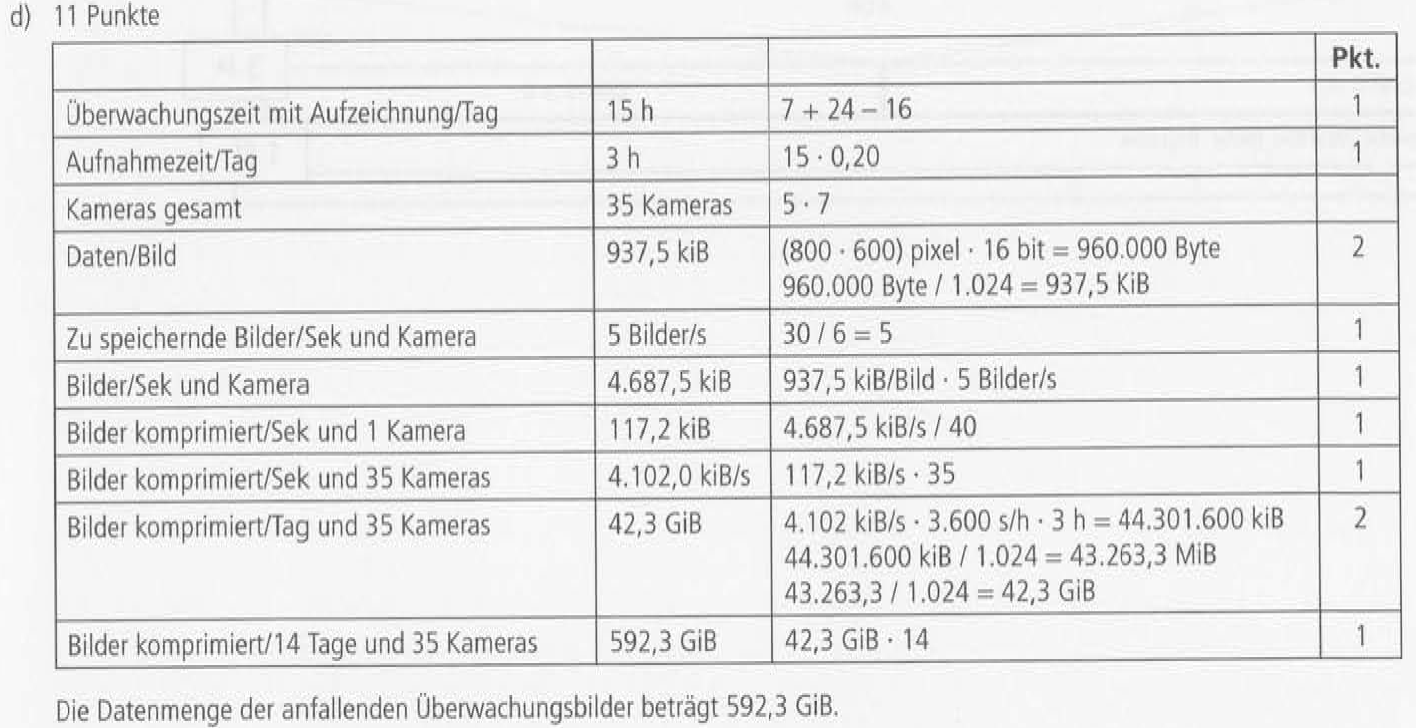 d) 11 Punkte
Pkt.
Überwachungszeit mit Aufzeichnung/Tag 15 h 7 + 24 – 16 1
Aufnahmezeit/Tag 3 h 15 · 0,20 1
Kameras gesamt 35 Kameras 5 · 7
Daten/Bild 937,5 kiB (800 · 600) pixel · 16 bit = 960.000 Byte 2
960.000 Byte / 1.024 = 937,5 KiB
Zu speichernde Bilder/Sek und Kamera 5 Bilder/s 30 / 6 = 5 1
Bilder/Sek und Kamera 4.687,5 kiB 937,5 kiB/Bild · 5 Bilder/s 1
Bilder komprimiert/Sek und 1 Kamera 117,2 kiB 4.687,5 kiB/s / 40 1
Bilder komprimiert/Sek und 35 Kameras 4.102,0 kiB/s 117,2 kiB/s · 35 1
Bilder komprimiert/Tag und 35 Kameras 42,3 GiB 4.102 kiB/s · 3.600 s/h · 3 h = 44.301.600 kiB 2
44.301.600 kiB / 1.024 = 43.263,3 MiB
43.263,3 / 1.024 = 42,3 GiB
Bilder komprimiert/14 Tage und 35 Kameras 592,3 GiB 42,3 GiB · 14 1
Die Datenmenge der anfallenden Überwachungsbilder beträgt 592,3 GiB.